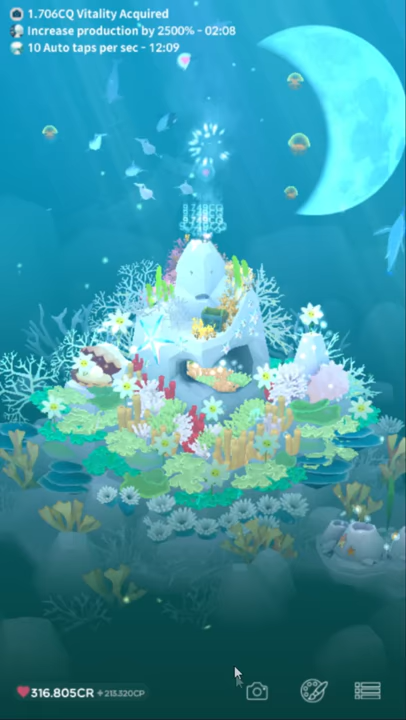 1.706CQ Vitality Acquired
Increase production by 2500% - 02:08
10 Auto taps per sec - 12:09
316.805CR +213.320CP